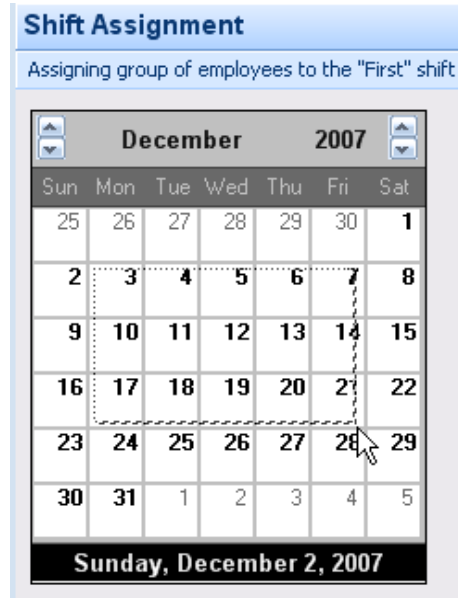 Shift Assignment
Assigning group of employees to the "First" shift
December 2007
Sun Mon Tue Wed Thu Fri Sat
25 26 27 28 29 30 1
2 3 4 5 6 7 8
9 10 11 12 13 14 15
16 17 18 19 20 21 22
23 24 25 26 27 28 29
30 31 1 2 3 4 5
Sunday, December 2, 2007